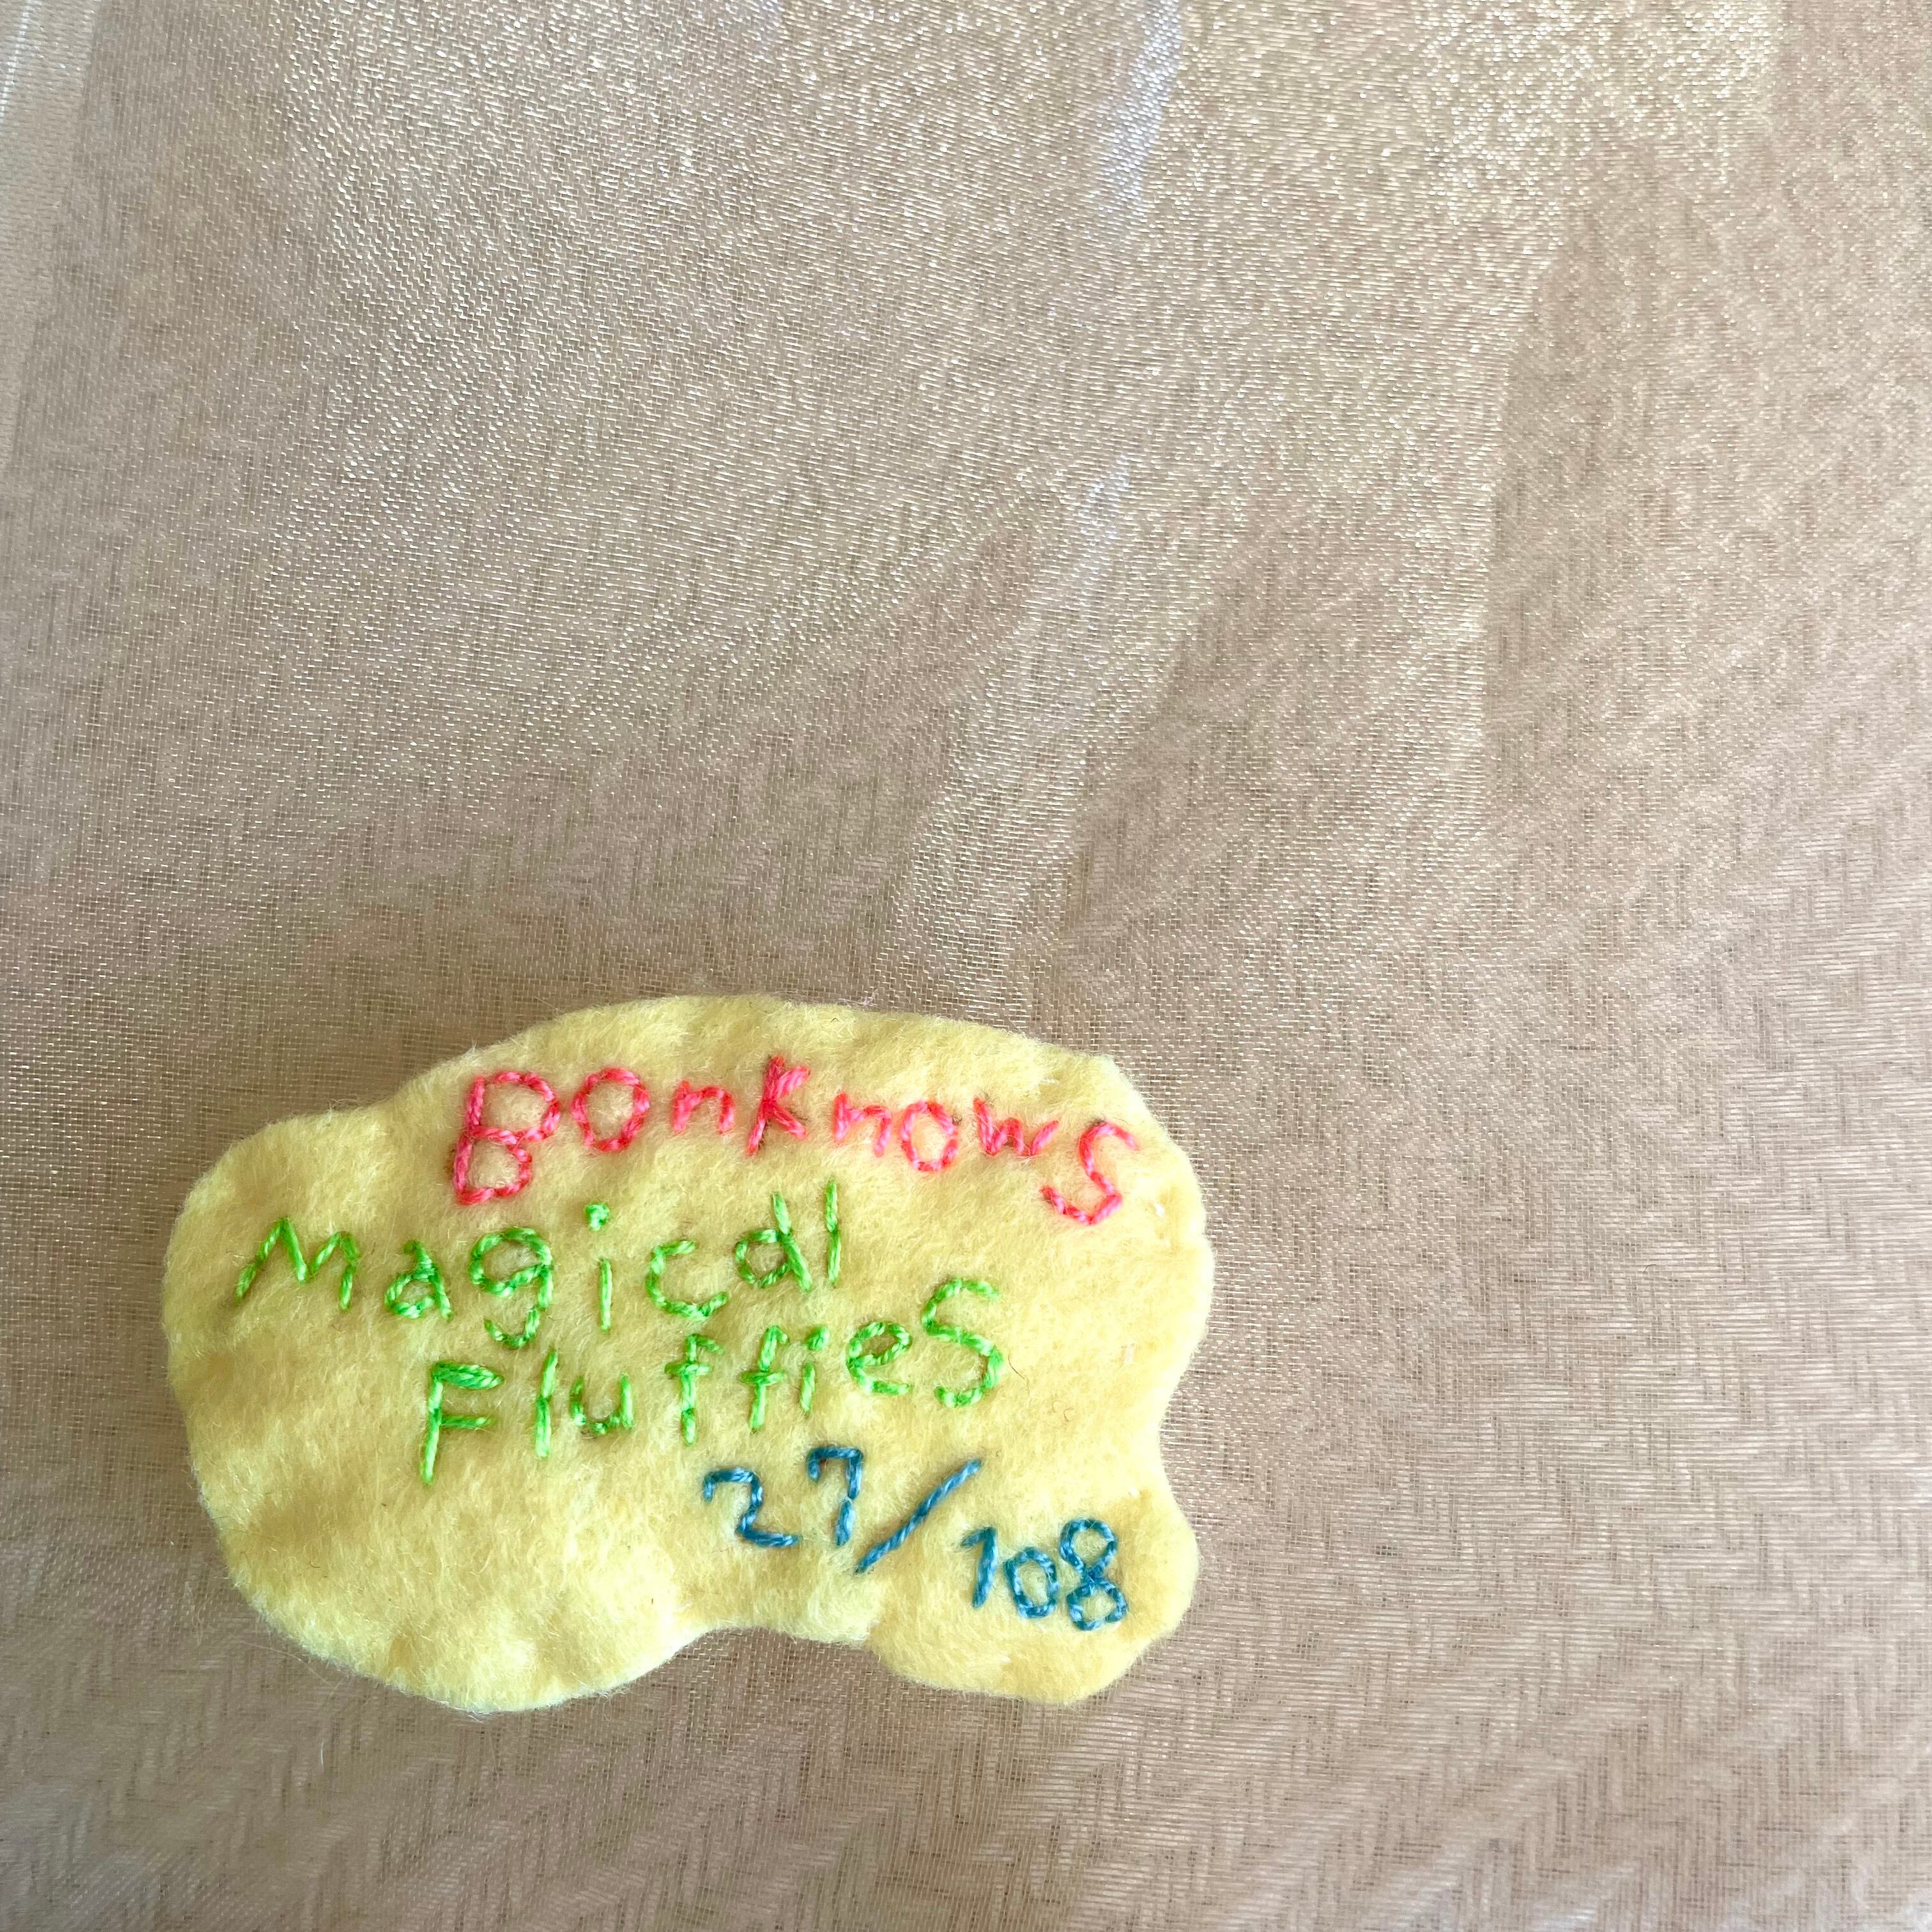 Bonknows
Magical
Fluffies
27/108